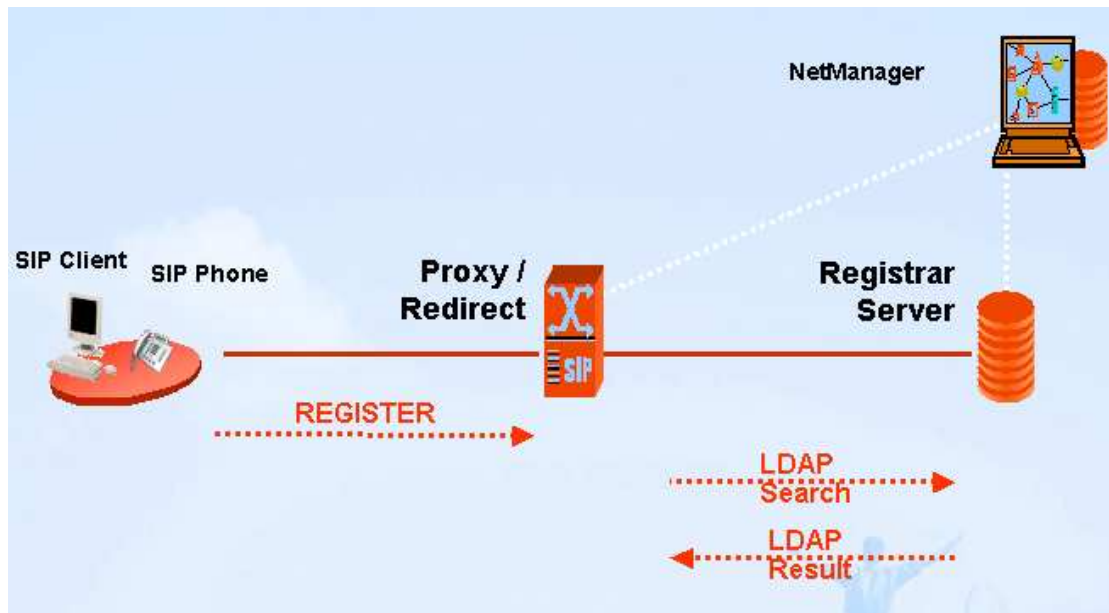 NetManager
SIP Client
SIP Phone
Proxy /
Redirect
Registrar
Server
SIP
REGISTER
LDAP
Search
LDAP
Result